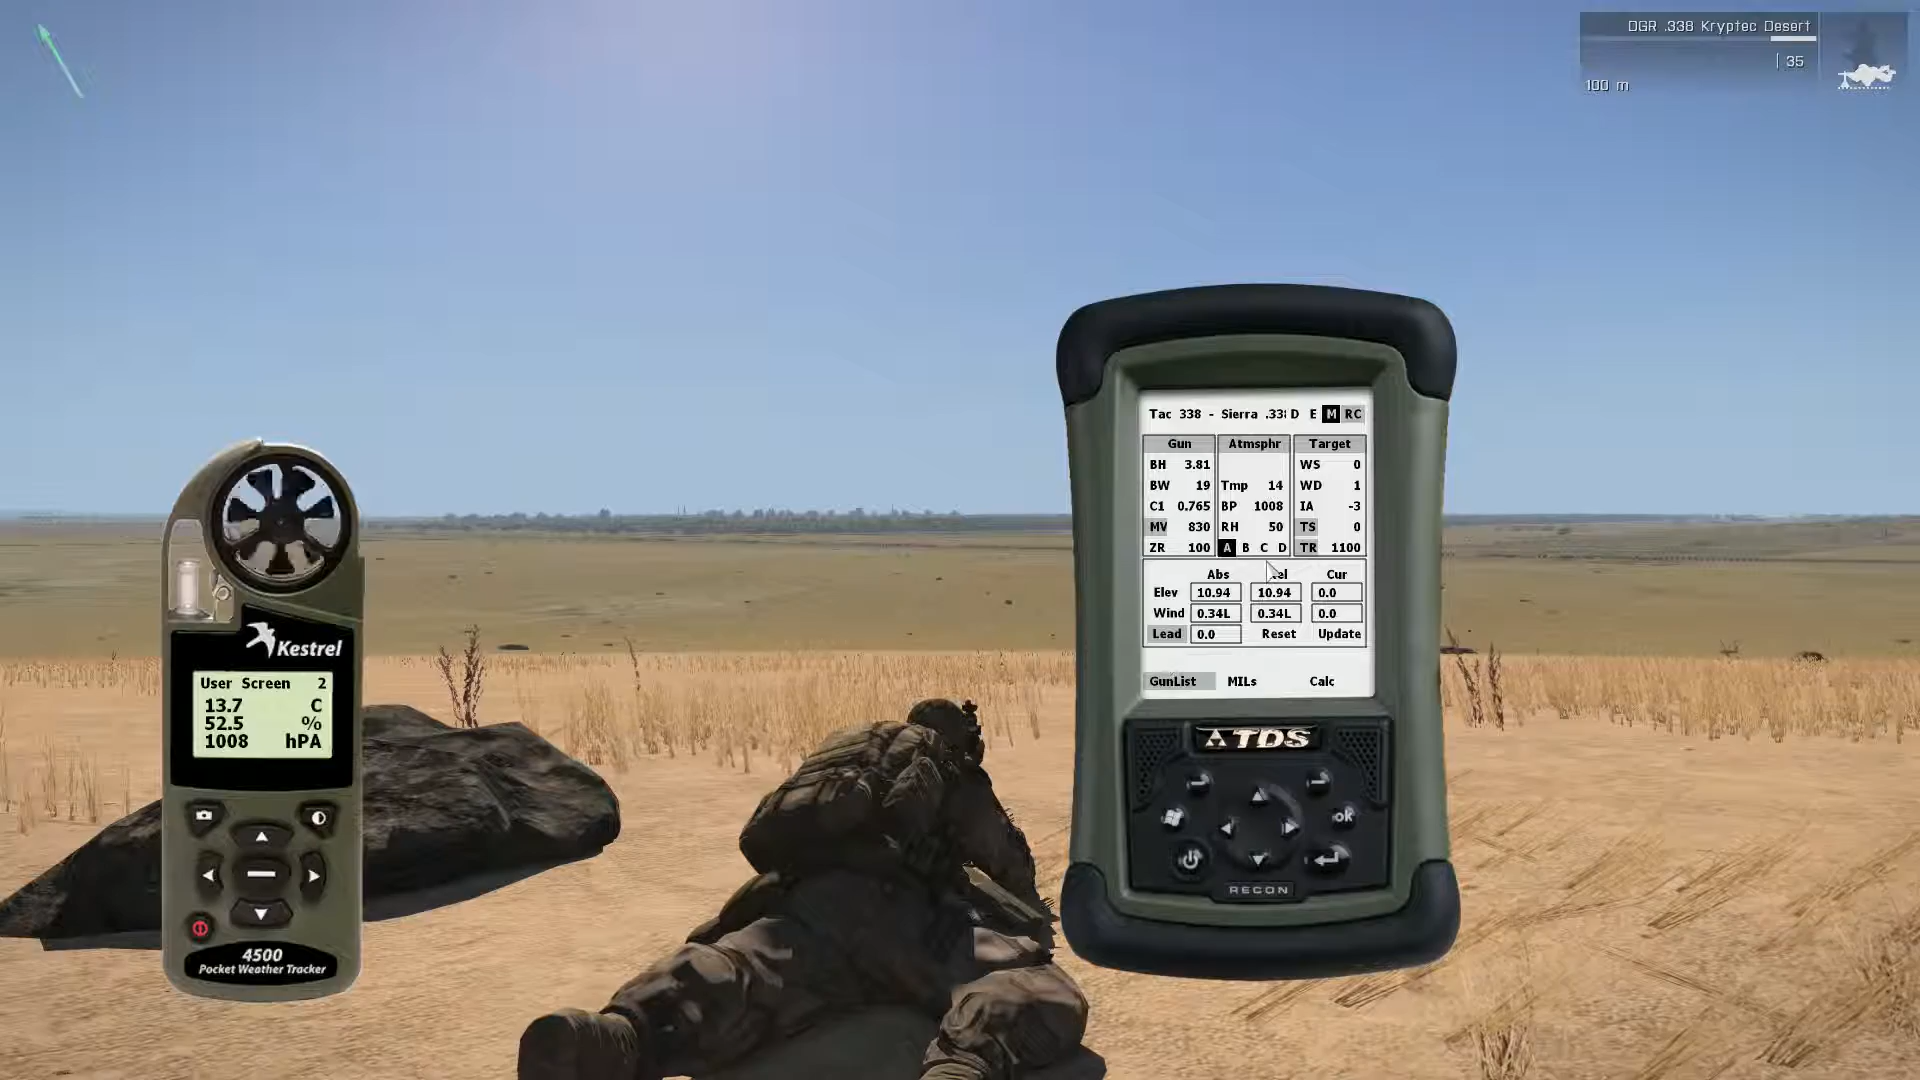 DGR .338 Kryptec Desert
| 35
100 m
Tac 338 - Sierra .338 D E M RC
Gun Atmsphr Target
BH 3.81 WS 0
BW 19 Tmp 14 WD 1
C1 0.765 BP 1008 IA -3
MV 830 RH 50 TS 0
ZR 100 A B C D TR 1100
Abs Rel Cur
Elev 10.94 10.94 0.0
Wind 0.34L 0.34L 0.0
Lead 0.0 Reset Update
GunList MILs Calc
TDS
ok
RECON
Kestrel
User Screen 2
13.7 C
52.5 %
1008 hPA
4500
Pocket Weather Tracker